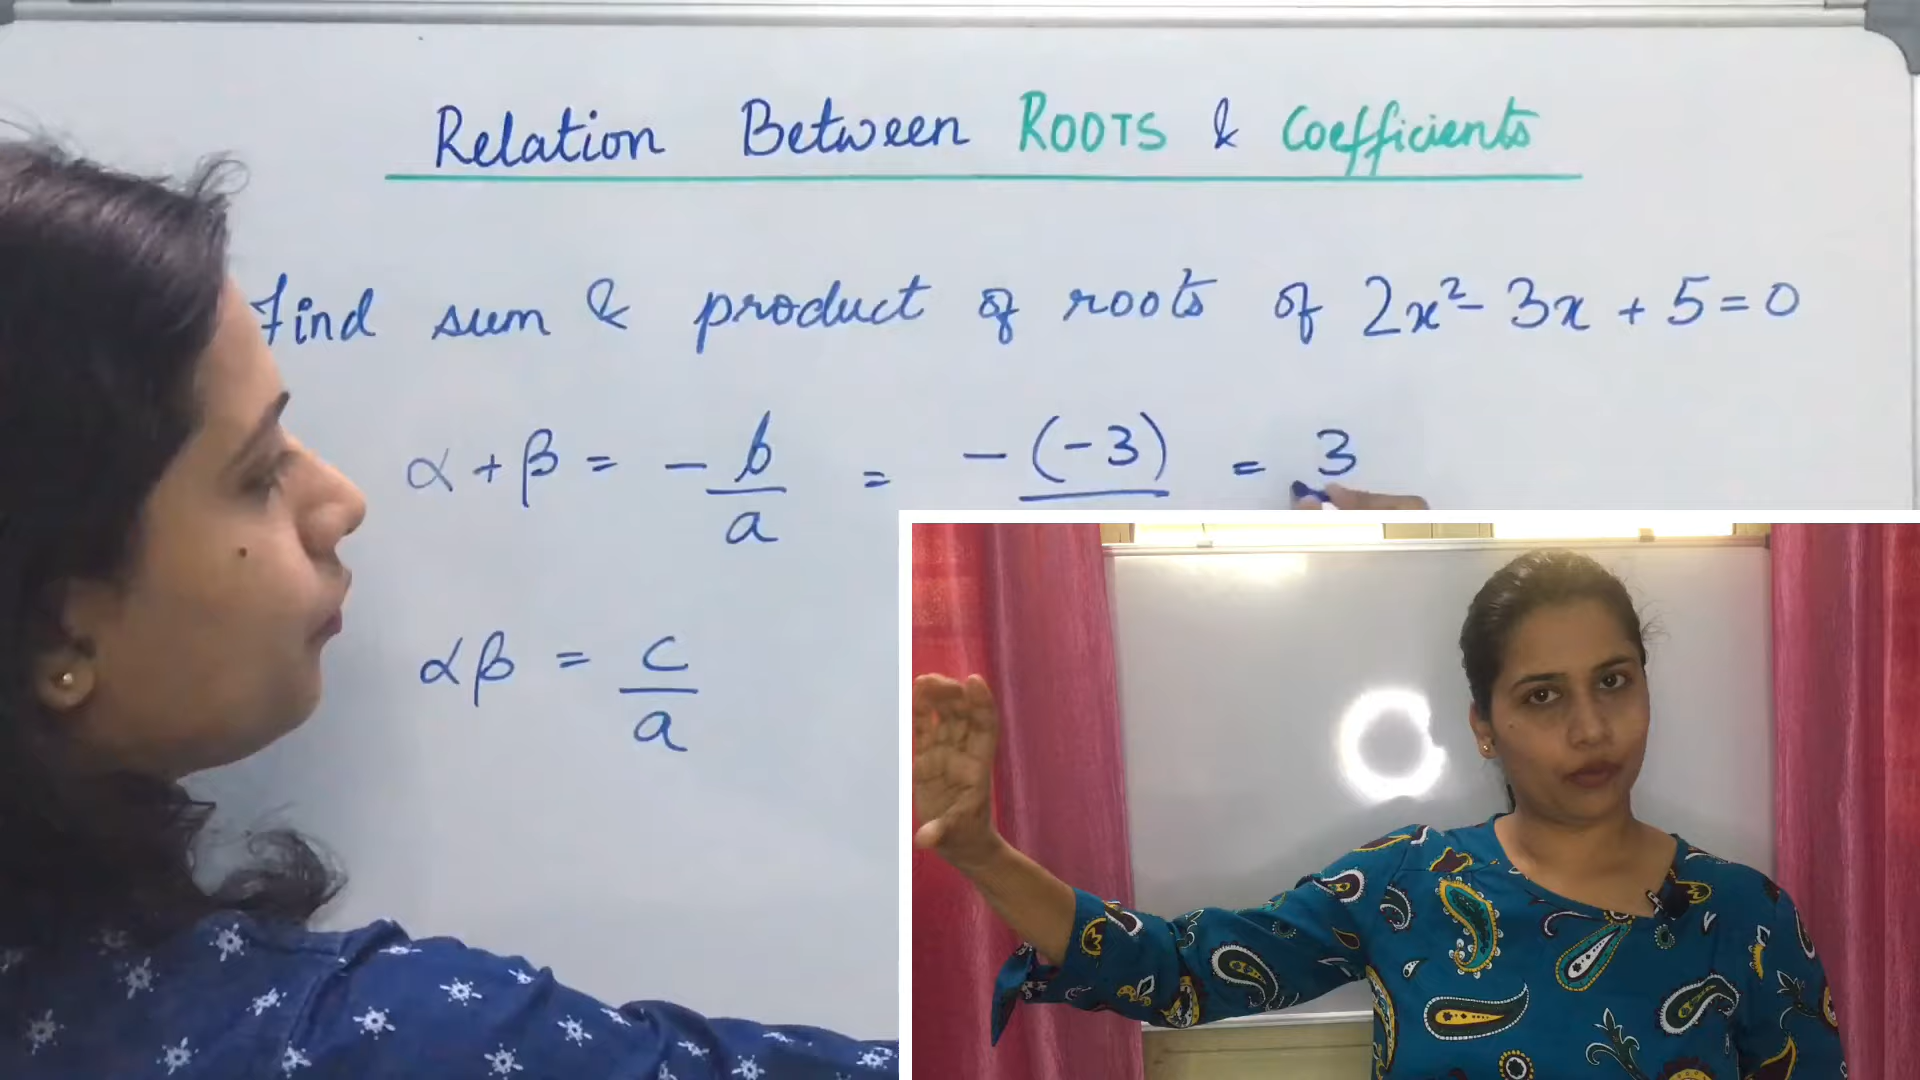 Relation Between ROOTS & Coefficients
Find sum & product of roots of 2x² - 3x + 5 = 0
α + β = - b/a = -(-3) = 3
αβ = c/a